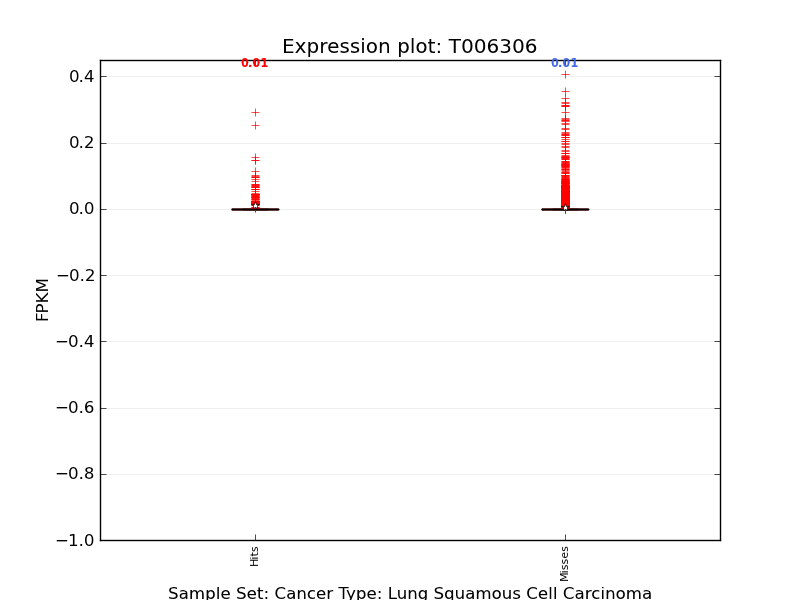 Expression plot: T006306
0.01 0.01
0.4
0.2
0.0
−0.2
−0.4
−0.6
−0.8
−1.0
FPKM
Hits Misses
Sample Set: Cancer Type: Lung Squamous Cell Carcinoma